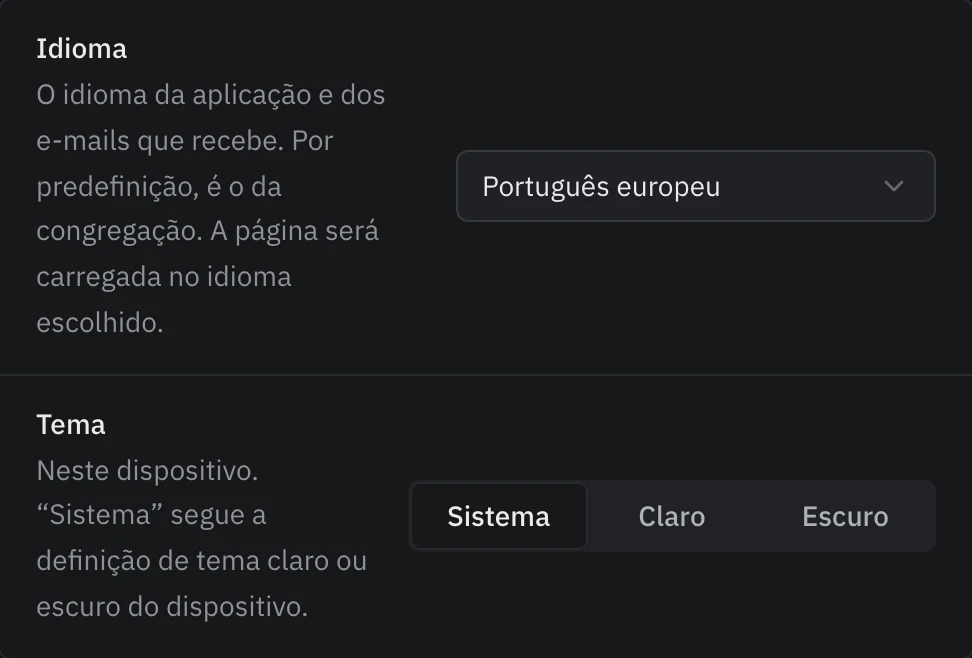 Idioma
O idioma da aplicação e dos
e-mails que recebe. Por
predefinição, é o da
congregação. A página será
carregada no idioma
escolhido.
Português europeu
Tema
Neste dispositivo.
“Sistema” segue a
definição de tema claro ou
escuro do dispositivo.
Sistema
Claro
Escuro